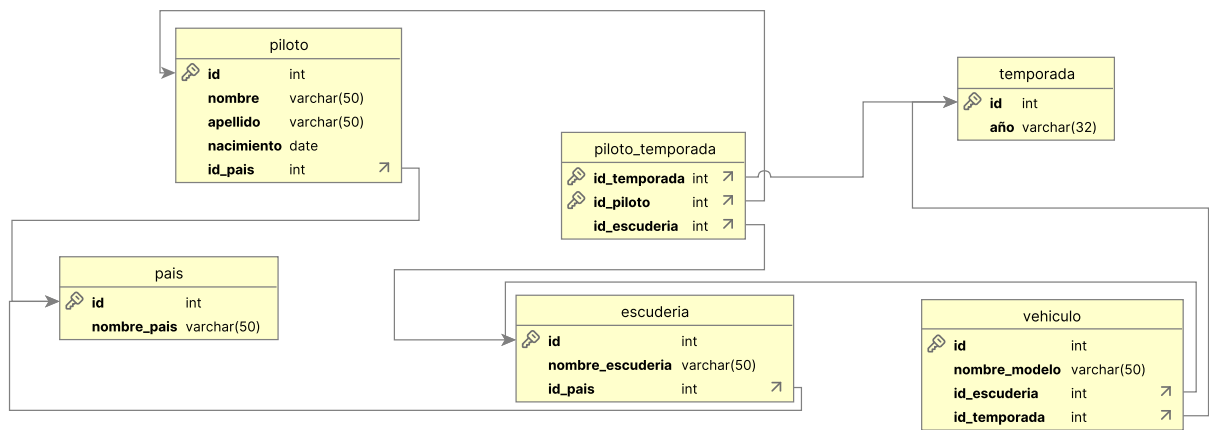 piloto
id int
nombre varchar(50)
apellido varchar(50)
nacimiento date
id_pais int
temporada
id int
año varchar(32)
piloto_temporada
id_temporada int
id_piloto int
id_escuderia int
pais
id int
nombre_pais varchar(50)
escuderia
id int
nombre_escuderia varchar(50)
id_pais int
vehiculo
id int
nombre_modelo varchar(50)
id_escuderia int
id_temporada int